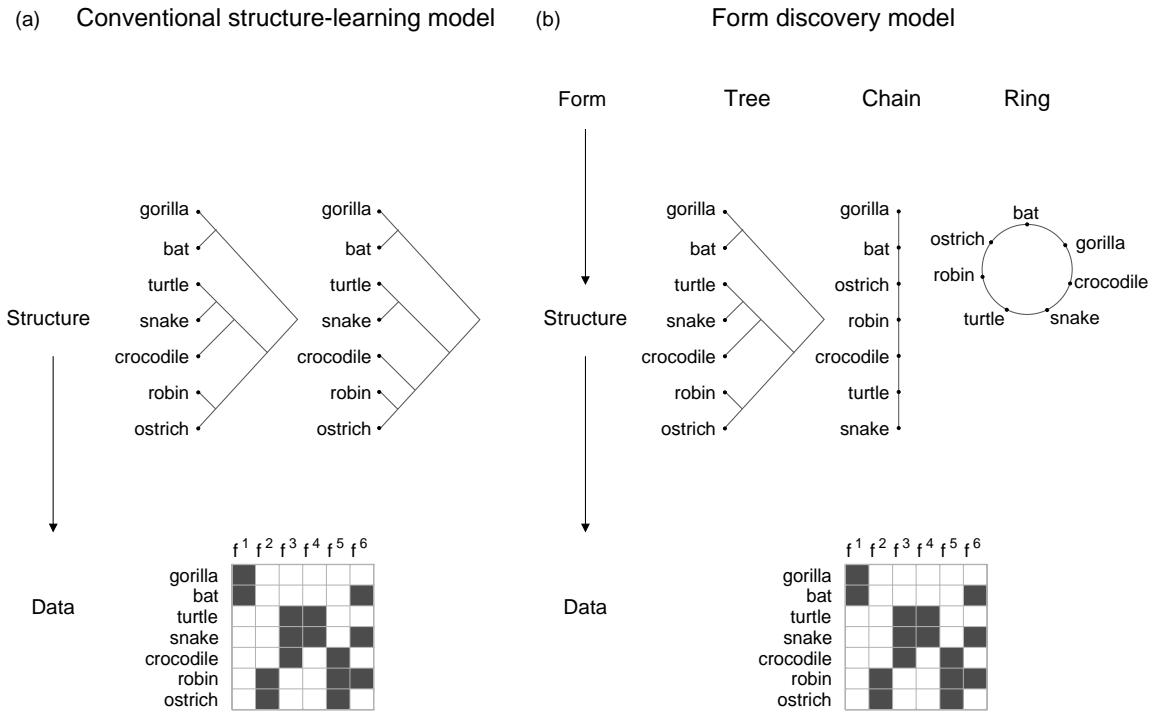 (a) Conventional structure-learning model
Structure
Data
gorilla
bat
turtle
snake
crocodile
robin
ostrich
gorilla
bat
turtle
snake
crocodile
robin
ostrich
f1 f2 f3 f4 f5 f6
gorilla
bat
turtle
snake
crocodile
robin
ostrich
(b) Form discovery model
Form
Structure
Data
Tree
Chain
Ring
gorilla
bat
turtle
snake
crocodile
robin
ostrich
gorilla
bat
ostrich
robin
crocodile
turtle
snake
bat
ostrich
gorilla
robin
crocodile
turtle
snake
f1 f2 f3 f4 f5 f6
gorilla
bat
turtle
snake
crocodile
robin
ostrich